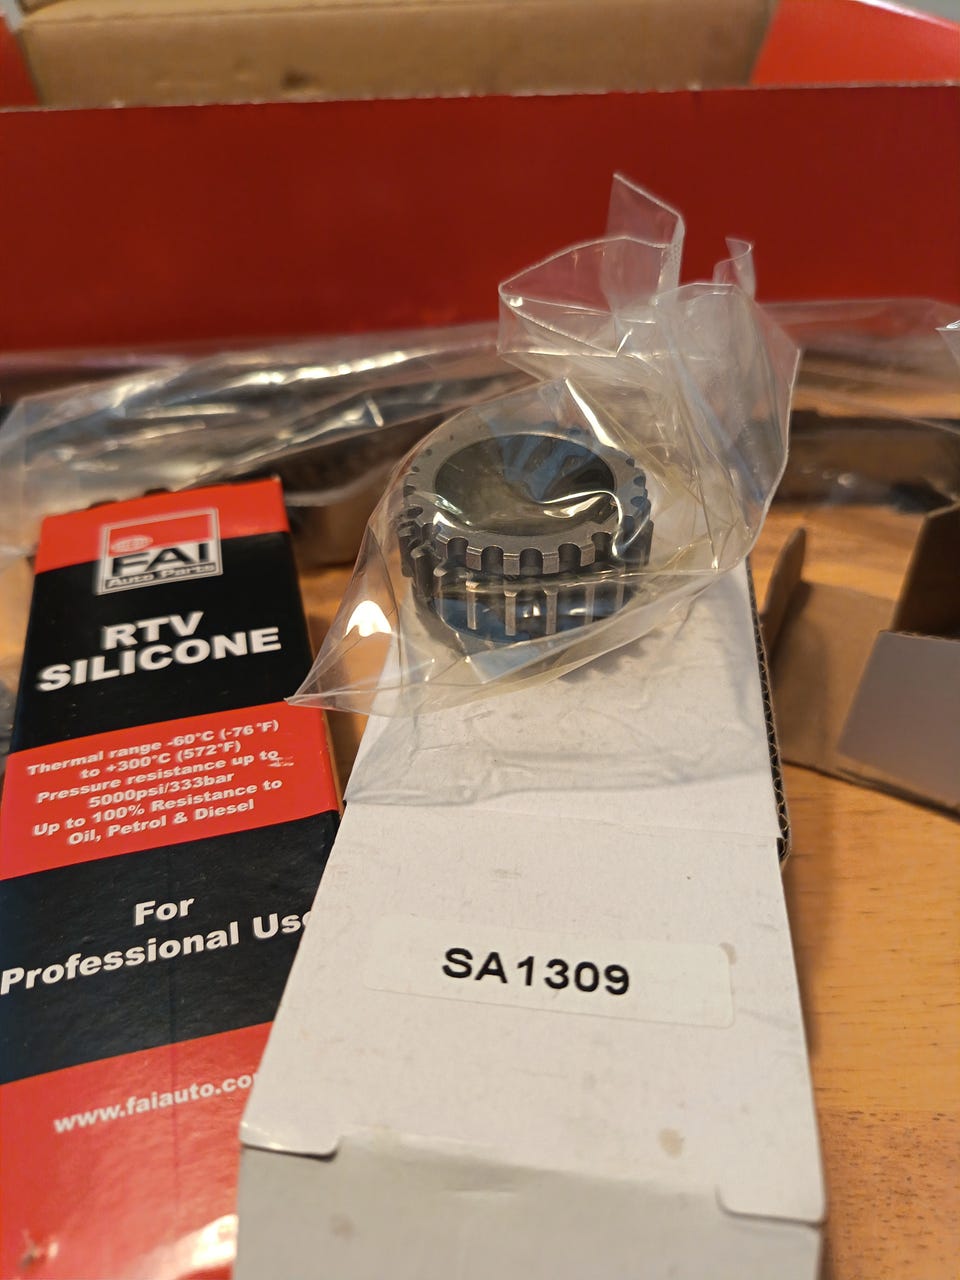 FAI
Auto Parts
RTV
SILICONE
Thermal range -60°C (-76°F)
to +300°C (572°F)
Pressure resistance up to
5000psi/333bar
Up to 100% Resistance to
Oil, Petrol & Diesel
For
Professional Use
www.faiauto.co
SA1309